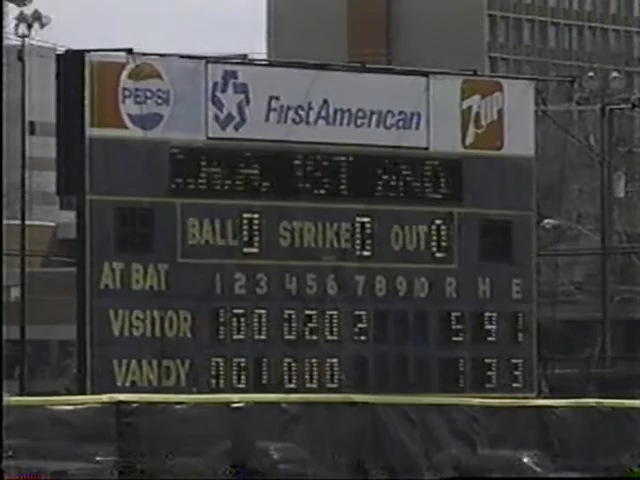 PEPSI
First American
7UP
BALL 0 STRIKE 0 OUT 0
AT BAT 1 2 3 4 5 6 7 8 9 10 R H E
VISITOR 1 0 0 0 2 0 2 5 9 1
VANDY 0 0 1 0 0 0 1 3 3